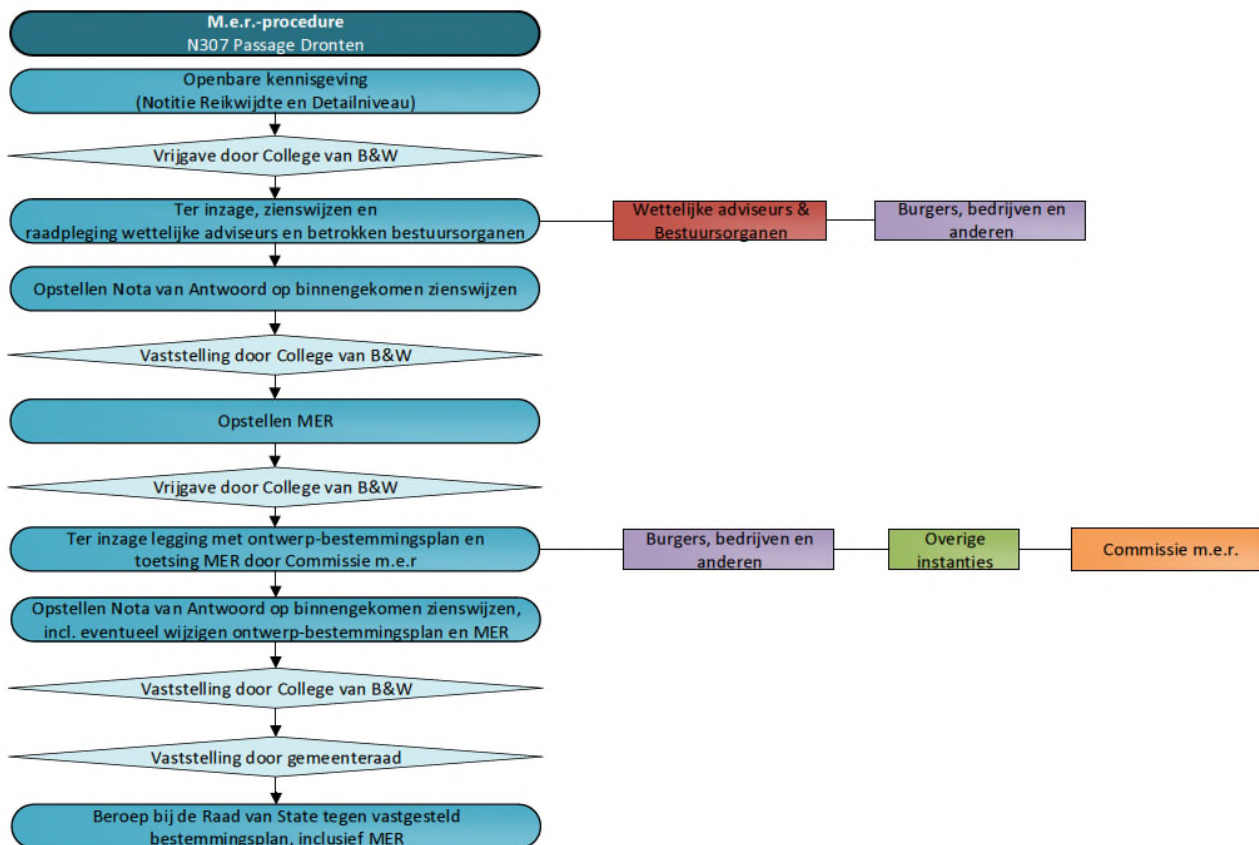 M.e.r.-procedure
N307 Passage Dronten
Openbare kennisgeving
(Notitie Reikwijdte en Detailniveau)
Vrijgave door College van B&W
Ter inzage, zienswijzen en
raadpleging wettelijke adviseurs en betrokken bestuursorganen
Wettelijke adviseurs &
Bestuursorganen
Burgers, bedrijven en
anderen
Opstellen Nota van Antwoord op binnengekomen zienswijzen
Vaststelling door College van B&W
Opstellen MER
Vrijgave door College van B&W
Ter inzage legging met ontwerp-bestemmingsplan en
toetsing MER door Commissie m.e.r
Burgers, bedrijven en
anderen
Overige
instanties
Commissie m.e.r.
Opstellen Nota van Antwoord op binnengekomen zienswijzen,
incl. eventueel wijzigen ontwerp-bestemmingsplan en MER
Vaststelling door College van B&W
Vaststelling door gemeenteraad
Beroep bij de Raad van State tegen vastgesteld
bestemmingsplan, inclusief MER